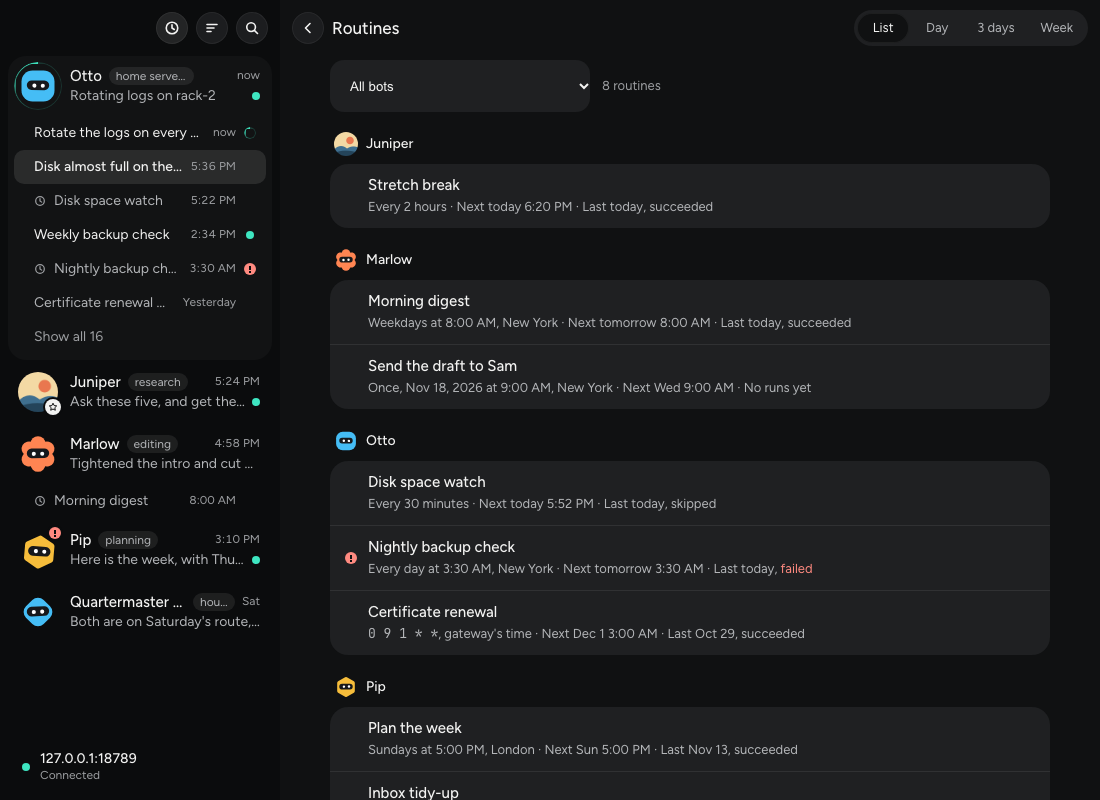 Routines
List
Day
3 days
Week
Otto
home serve...
now
Rotating logs on rack-2
Rotate the logs on every ...
now
Disk almost full on the...
5:36 PM
Disk space watch
5:22 PM
Weekly backup check
2:34 PM
Nightly backup ch...
3:30 AM
Certificate renewal ...
Yesterday
Show all 16
Juniper
research
5:24 PM
Ask these five, and get the...
Marlow
editing
4:58 PM
Tightened the intro and cut ...
Morning digest
8:00 AM
Pip
planning
3:10 PM
Here is the week, with Thu...
Quartermaster ...
hou...
Sat
Both are on Saturday's route,...
127.0.0.1:18789
Connected
All bots
8 routines
Juniper
Stretch break
Every 2 hours · Next today 6:20 PM · Last today, succeeded
Marlow
Morning digest
Weekdays at 8:00 AM, New York · Next tomorrow 8:00 AM · Last today, succeeded
Send the draft to Sam
Once, Nov 18, 2026 at 9:00 AM, New York · Next Wed 9:00 AM · No runs yet
Otto
Disk space watch
Every 30 minutes · Next today 5:52 PM · Last today, skipped
Nightly backup check
Every day at 3:30 AM, New York · Next tomorrow 3:30 AM · Last today, failed
Certificate renewal
0 9 1 * *, gateway's time · Next Dec 1 3:00 AM · Last Oct 29, succeeded
Pip
Plan the week
Sundays at 5:00 PM, London · Next Sun 5:00 PM · Last Nov 13, succeeded
Inbox tidy-up